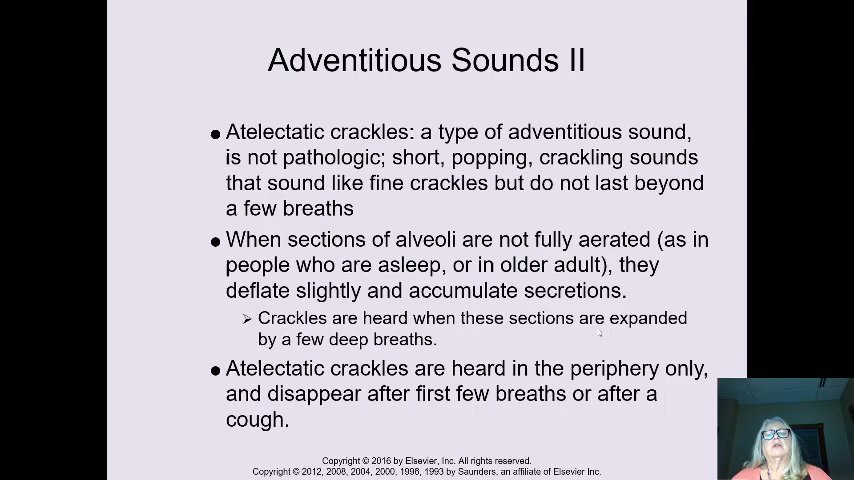 Adventitious Sounds II
● Atelectatic crackles: a type of adventitious sound,
is not pathologic; short, popping, crackling sounds
that sound like fine crackles but do not last beyond
a few breaths
● When sections of alveoli are not fully aerated (as in
people who are asleep, or in older adult), they
deflate slightly and accumulate secretions.
➢ Crackles are heard when these sections are expanded
by a few deep breaths.
● Atelectatic crackles are heard in the periphery only,
and disappear after first few breaths or after a
cough.
Copyright © 2016 by Elsevier, Inc. All rights reserved.
Copyright © 2012, 2008, 2004, 2000, 1996, 1993 by Saunders, an affiliate of Elsevier Inc.